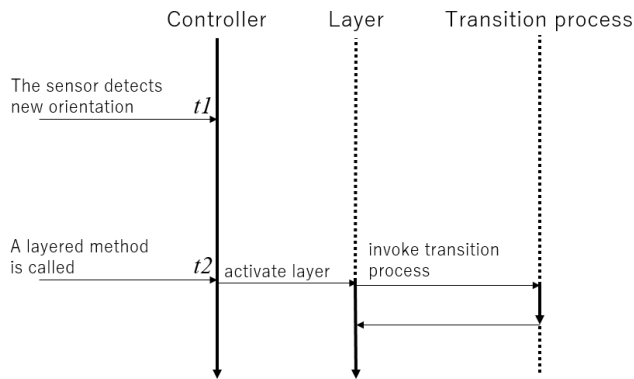 Controller
Layer
Transition process
The sensor detects
new orientation
t1
A layered method
is called
t2
activate layer
invoke transition
process